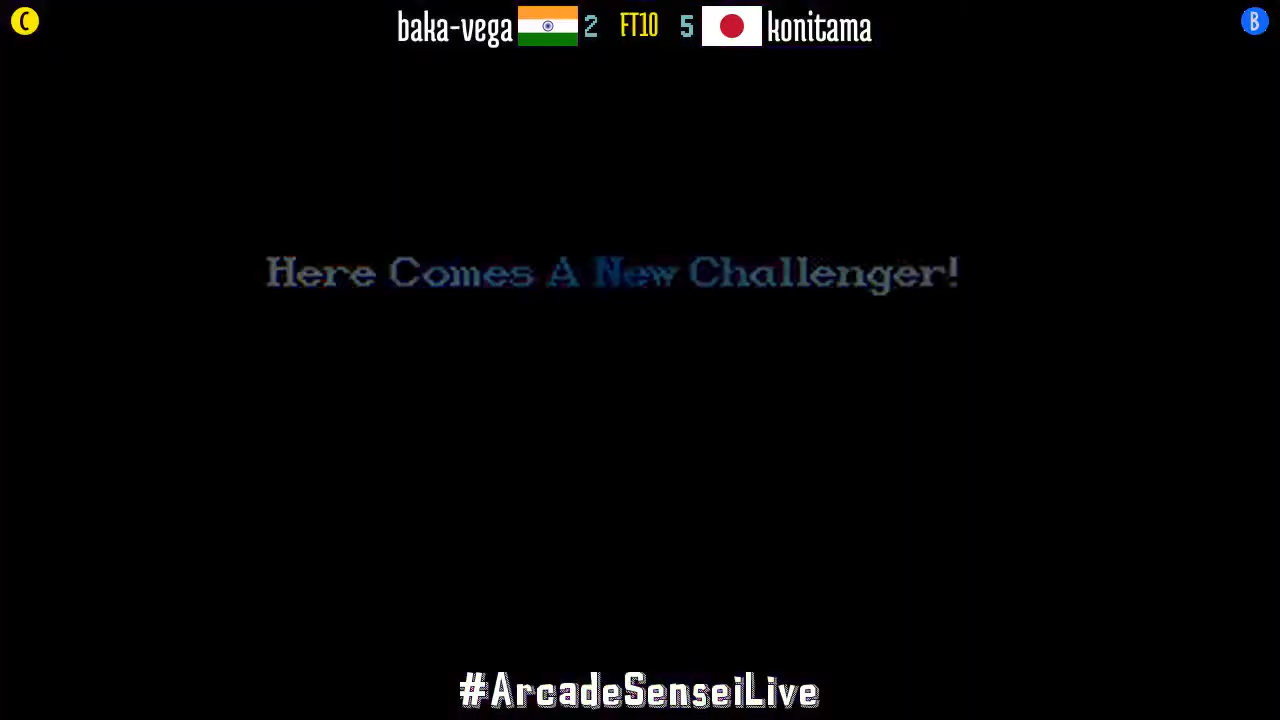 C baka-vega 2 FT10 5 konitama B
Here Comes A New Challenger!
#ArcadeSenseiLive